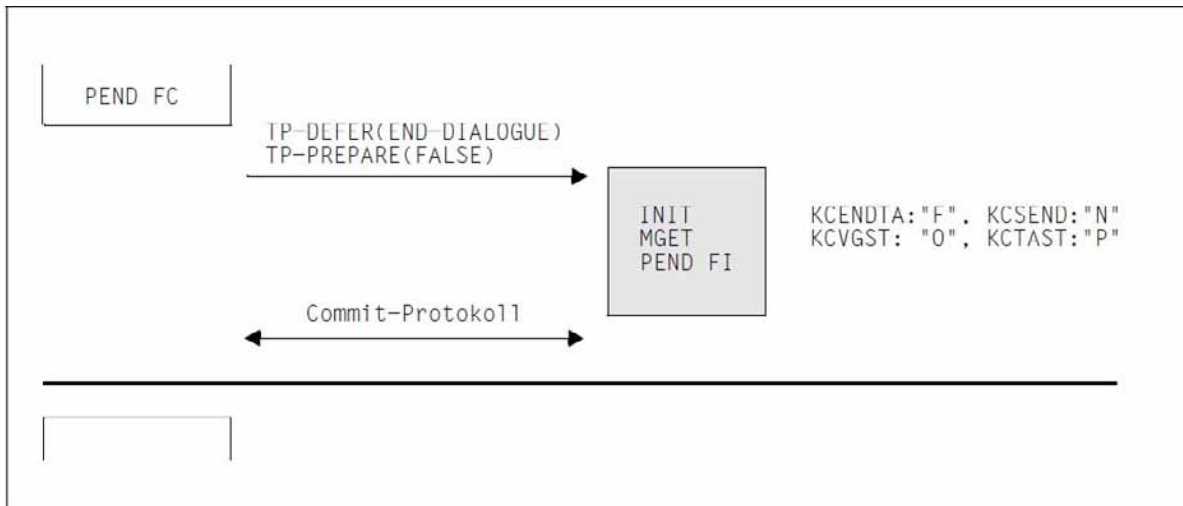 PEND FC
TP-DEFER(END-DIALOGUE)
TP-PREPARE(FALSE)
INIT
MGET
PEND FI
KCENDTA:"F", KCSEND:"N"
KCVGST: "O", KCTAST:"P"
Commit-Protokoll